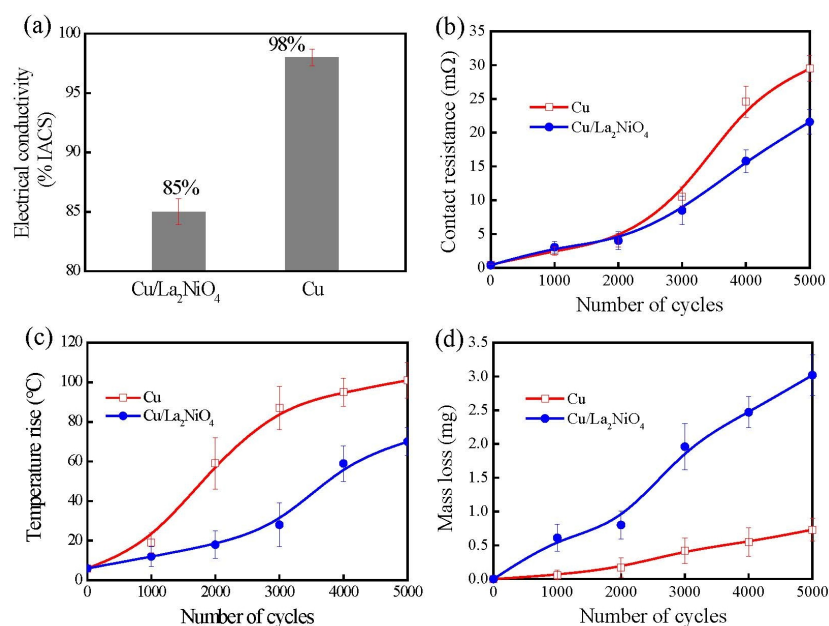 (a)
Electrical conductivity
(% IACS)
100
95
90
85
80
85%
98%
Cu/La₂NiO₄
Cu
(b)
Contact resistance (mΩ)
35
30
25
20
15
10
5
0
Cu
Cu/La₂NiO₄
0 1000 2000 3000 4000 5000
Number of cycles
(c)
Temperature rise (°C)
120
100
80
60
40
20
0
Cu
Cu/La₂NiO₄
0 1000 2000 3000 4000 5000
Number of cycles
(d)
Mass loss (mg)
3.5
3.0
2.5
2.0
1.5
1.0
0.5
0.0
Cu
Cu/La₂NiO₄
0 1000 2000 3000 4000 5000
Number of cycles